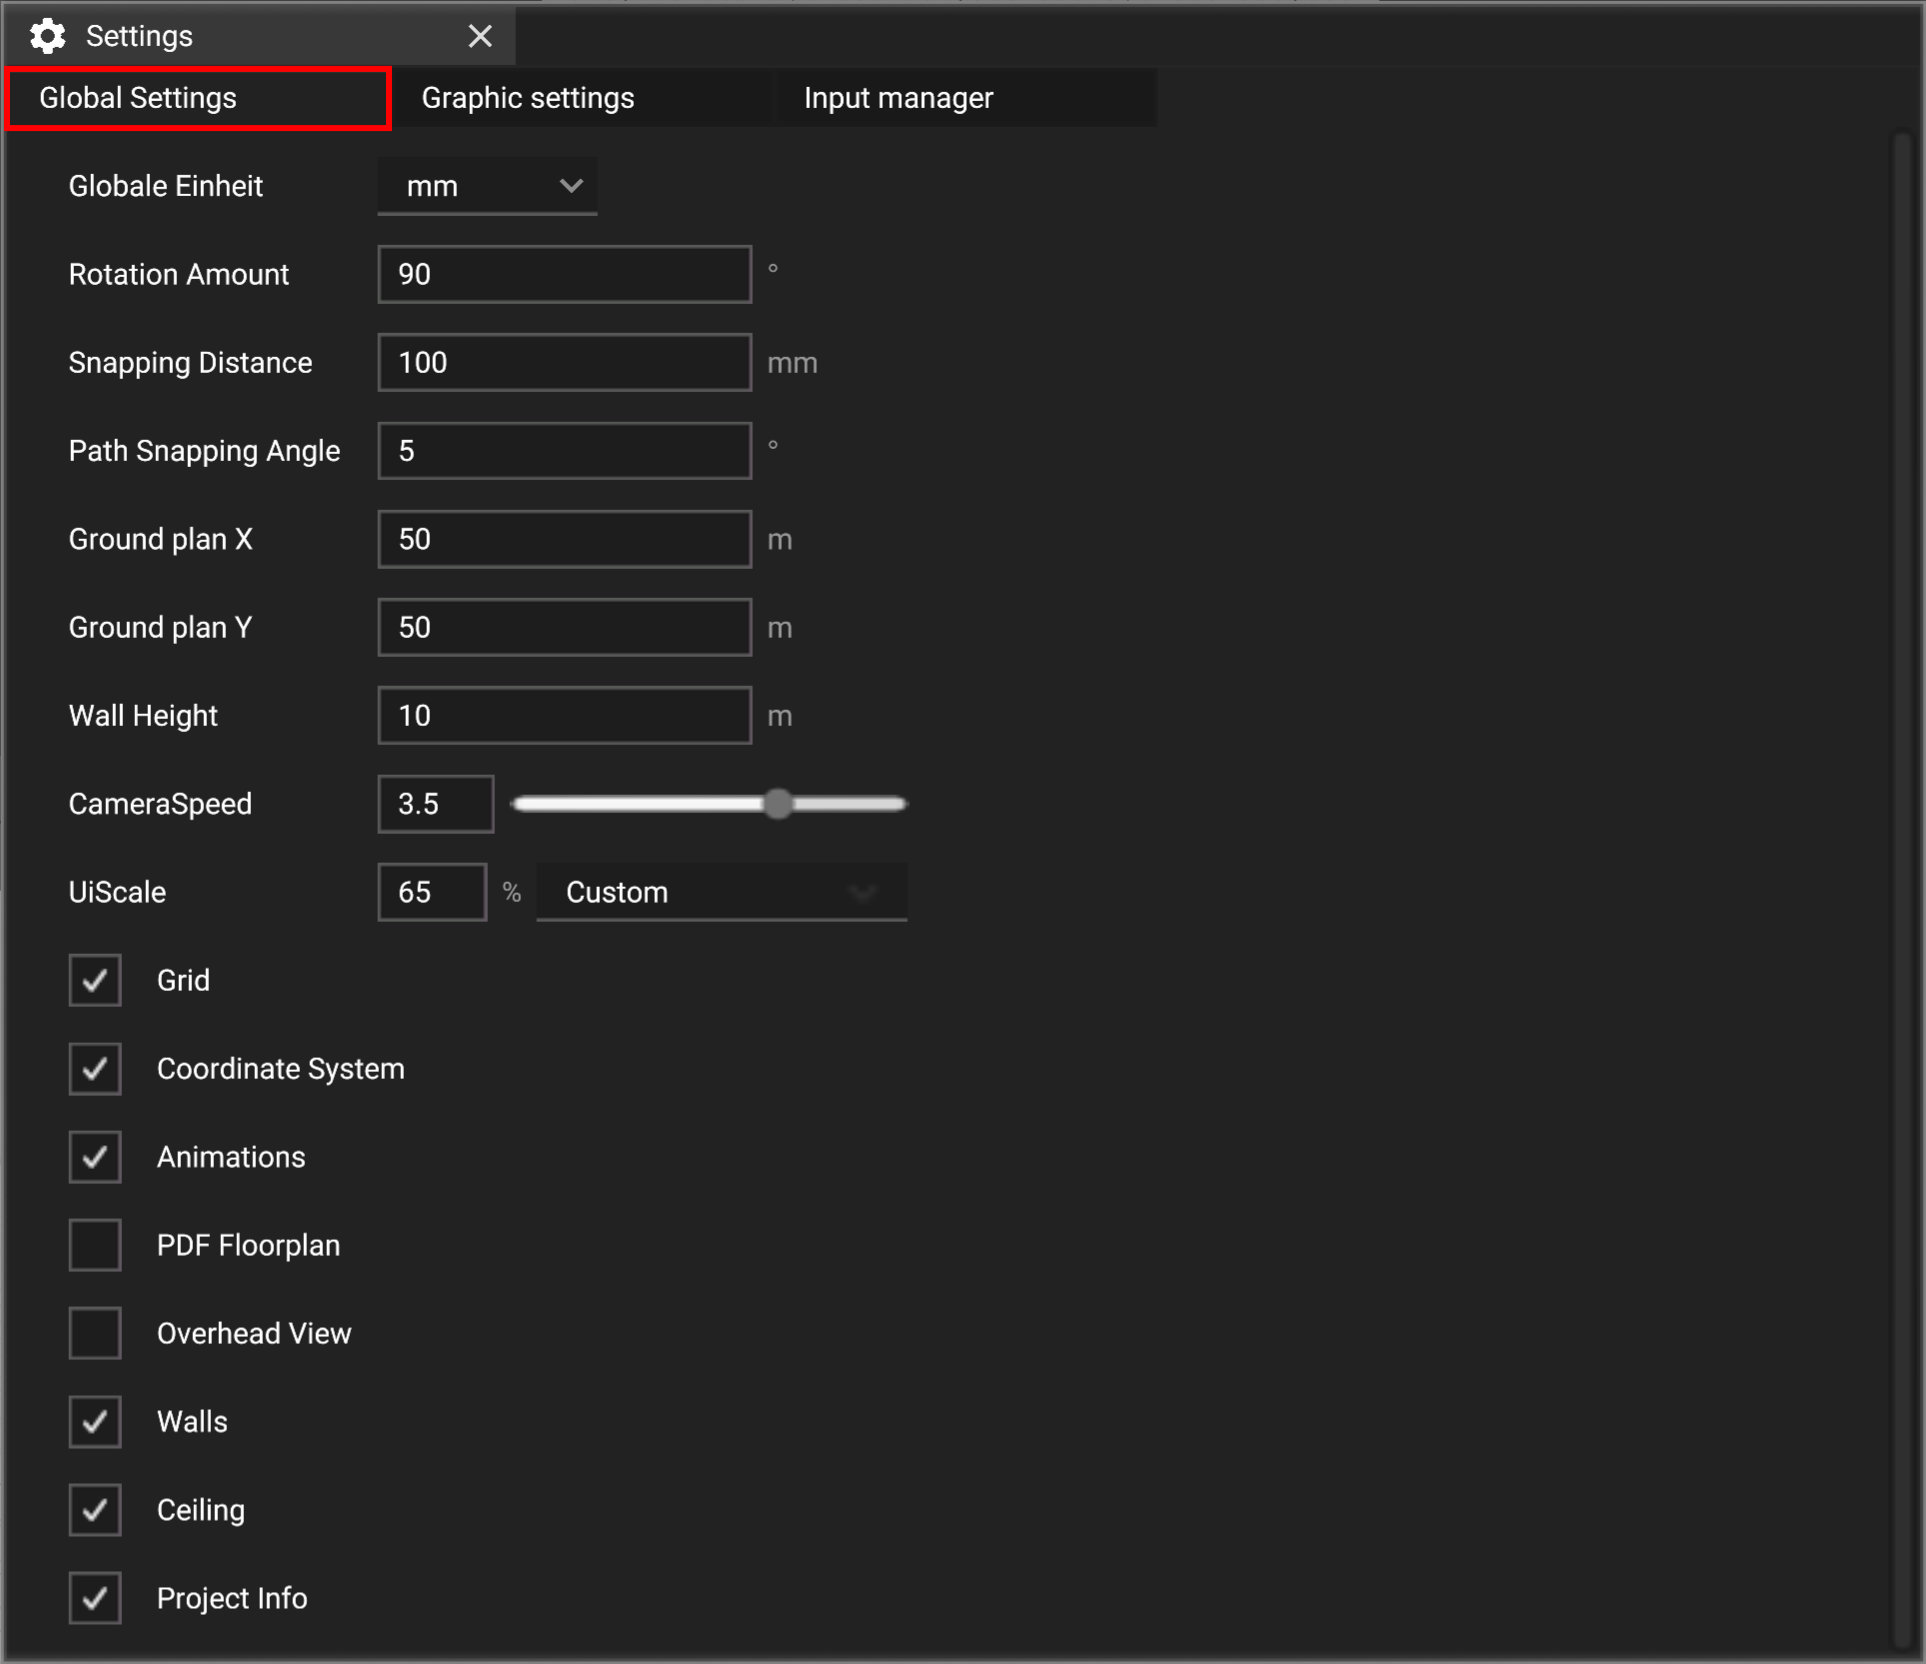 Settings
Global Settings Graphic settings Input manager
Globale Einheit mm
Rotation Amount 90 °
Snapping Distance 100 mm
Path Snapping Angle 5 °
Ground plan X 50 m
Ground plan Y 50 m
Wall Height 10 m
CameraSpeed 3.5
UiScale 65 % Custom
Grid
Coordinate System
Animations
PDF Floorplan
Overhead View
Walls
Ceiling
Project Info